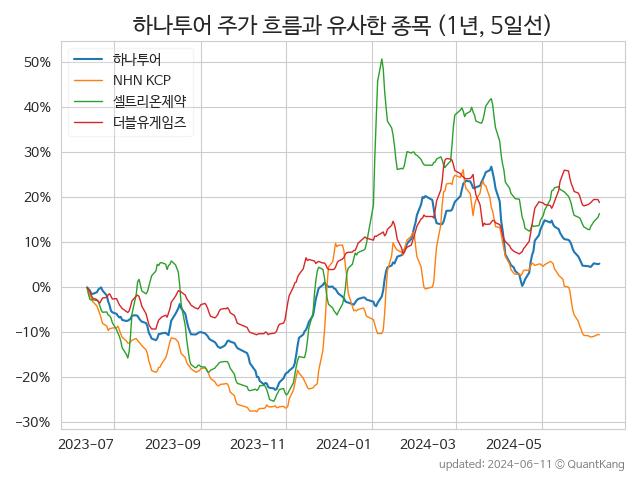 하나투어 주가 흐름과 유사한 종목 (1년, 5일선)
하나투어
NHN KCP
셀트리온제약
더블유게임즈
50%
40%
30%
20%
10%
0%
−10%
−20%
−30%
2023−07
2023−09
2023−11
2024−01
2024−03
2024−05
updated: 2024−06−11 © QuantKang